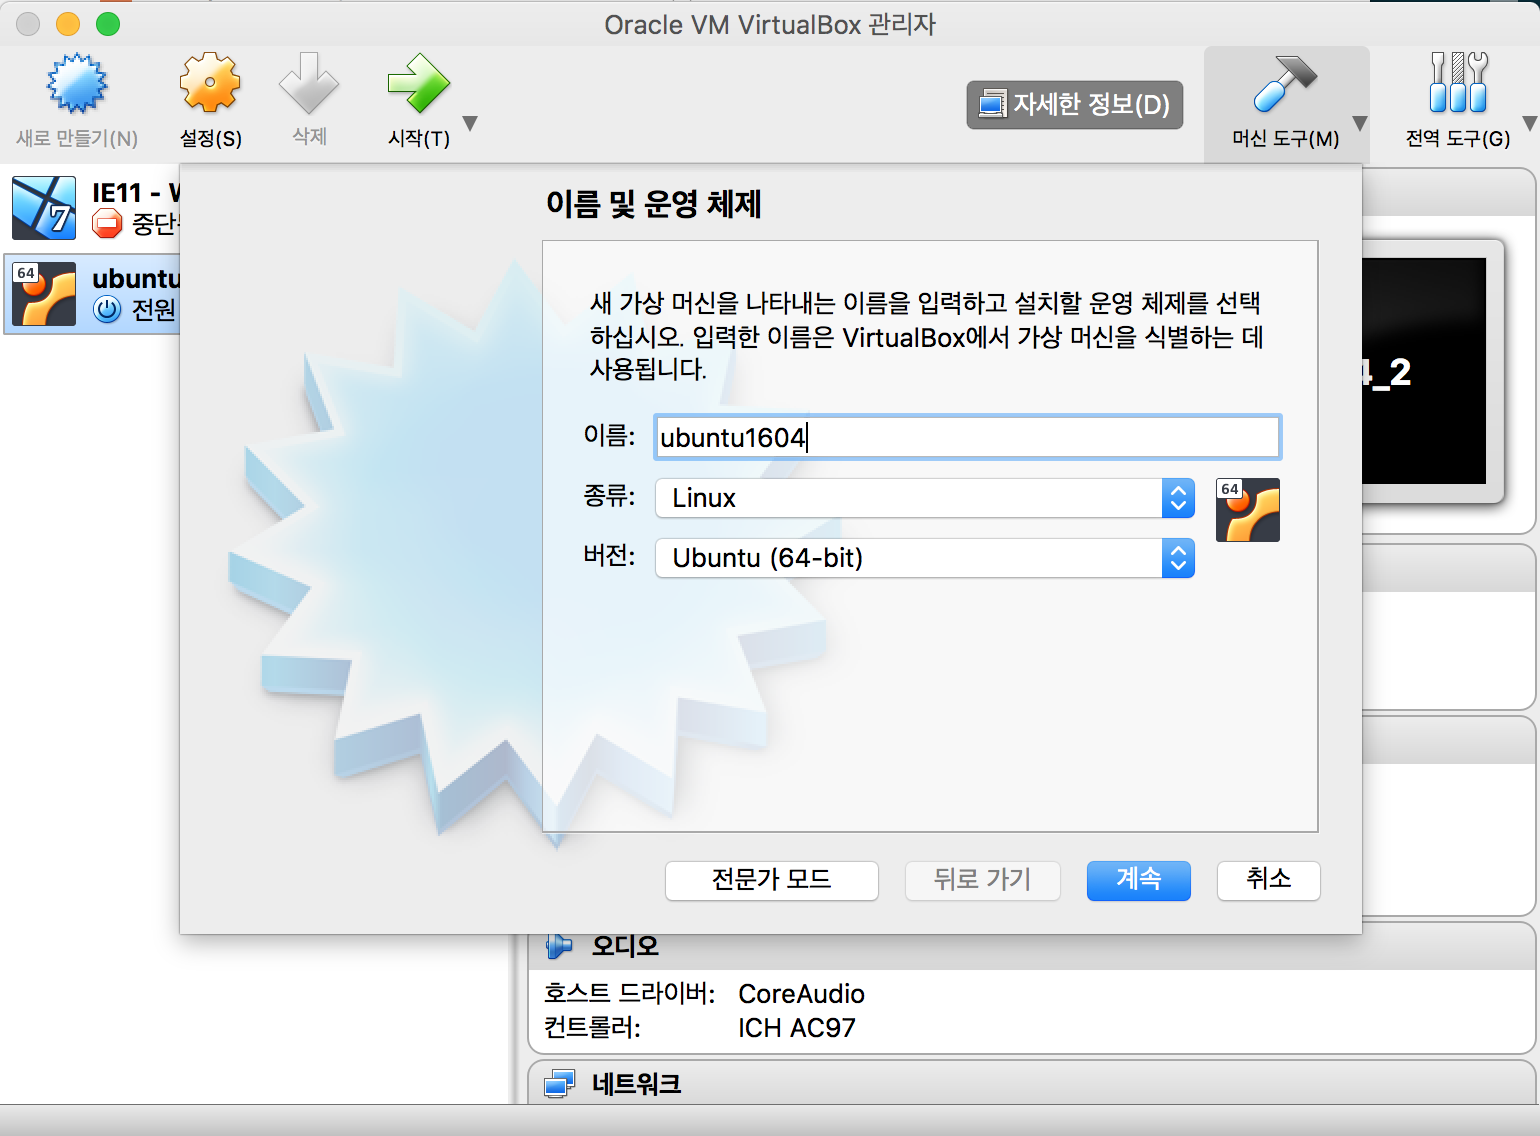 Oracle VM VirtualBox 관리자
새로 만들기(N)
설정(S)
삭제
시작(T)
자세한 정보(D)
머신 도구(M)
전역 도구(G)
IE11 -
7
64
ubuntu
전원
4_2
이름 및 운영 체제
새 가상 머신을 나타내는 이름을 입력하고 설치할 운영 체제를 선택
하십시오. 입력한 이름은 VirtualBox에서 가상 머신을 식별하는 데
사용됩니다.
이름: ubuntu1604
종류: Linux
64
버전: Ubuntu (64-bit)
전문가 모드
뒤로 가기
계속
취소
오디오
호스트 드라이버: CoreAudio
컨트롤러: ICH AC97
네트워크